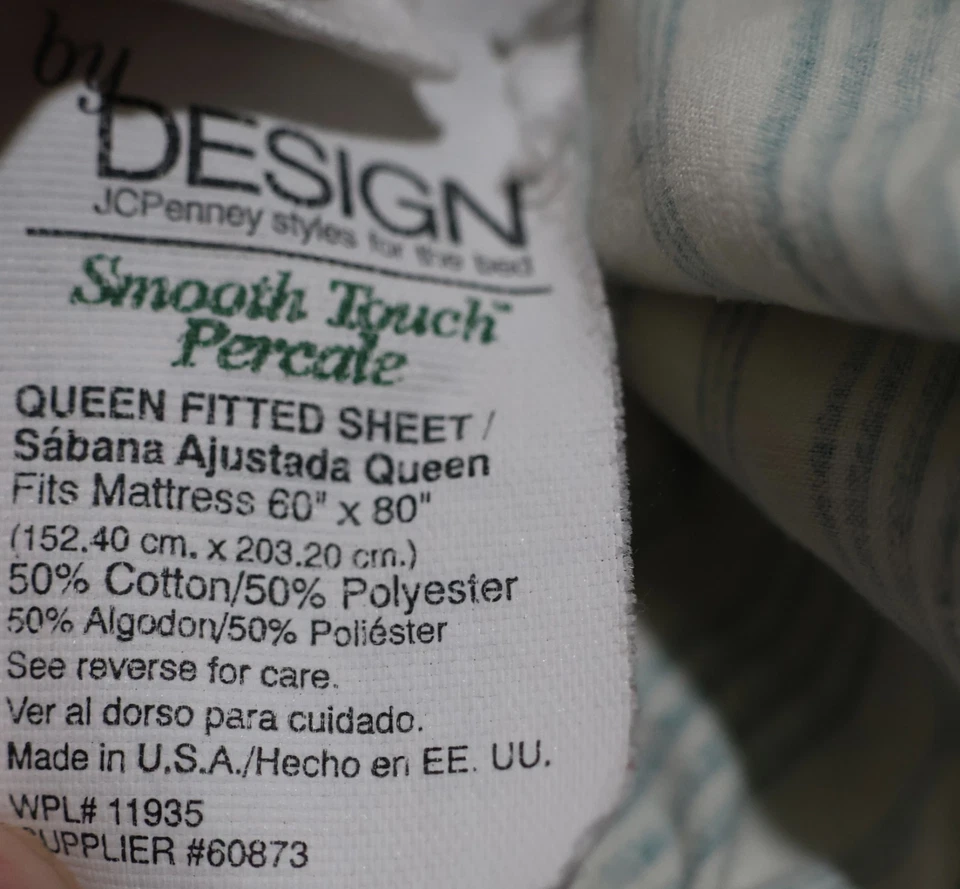 by
DESIGN
JCPenney styles for the bed
Smooth Touch™
Percale
QUEEN FITTED SHEET /
Sábana Ajustada Queen
Fits Mattress 60" x 80"
(152.40 cm. x 203.20 cm.)
50% Cotton/50% Polyester
50% Algodon/50% Poliéster
See reverse for care.
Ver al dorso para cuidado.
Made in U.S.A./Hecho en EE. UU.
WPL# 11935
SUPPLIER #60873